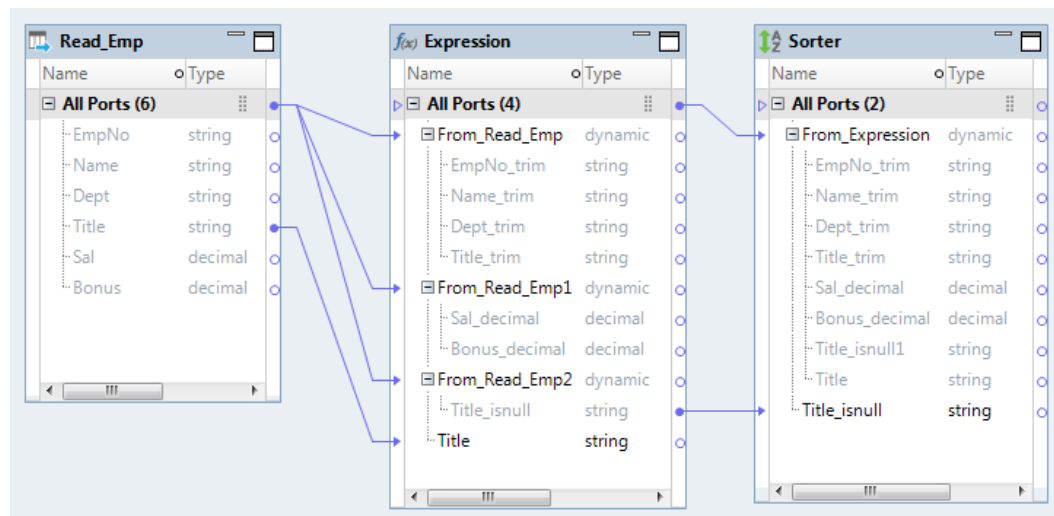 Read_Emp
Name Type
All Ports (6)
EmpNo string
Name string
Dept string
Title string
Sal decimal
Bonus decimal
f(x) Expression
Name Type
All Ports (4)
From_Read_Emp dynamic
EmpNo_trim string
Name_trim string
Dept_trim string
Title_trim string
From_Read_Emp1 dynamic
Sal_decimal decimal
Bonus_decimal decimal
From_Read_Emp2 dynamic
Title_isnull string
Title string
A Z Sorter
Name Type
All Ports (2)
From_Expression dynamic
EmpNo_trim string
Name_trim string
Dept_trim string
Title_trim string
Sal_decimal decimal
Bonus_decimal decimal
Title_isnull1 string
Title string
Title_isnull string